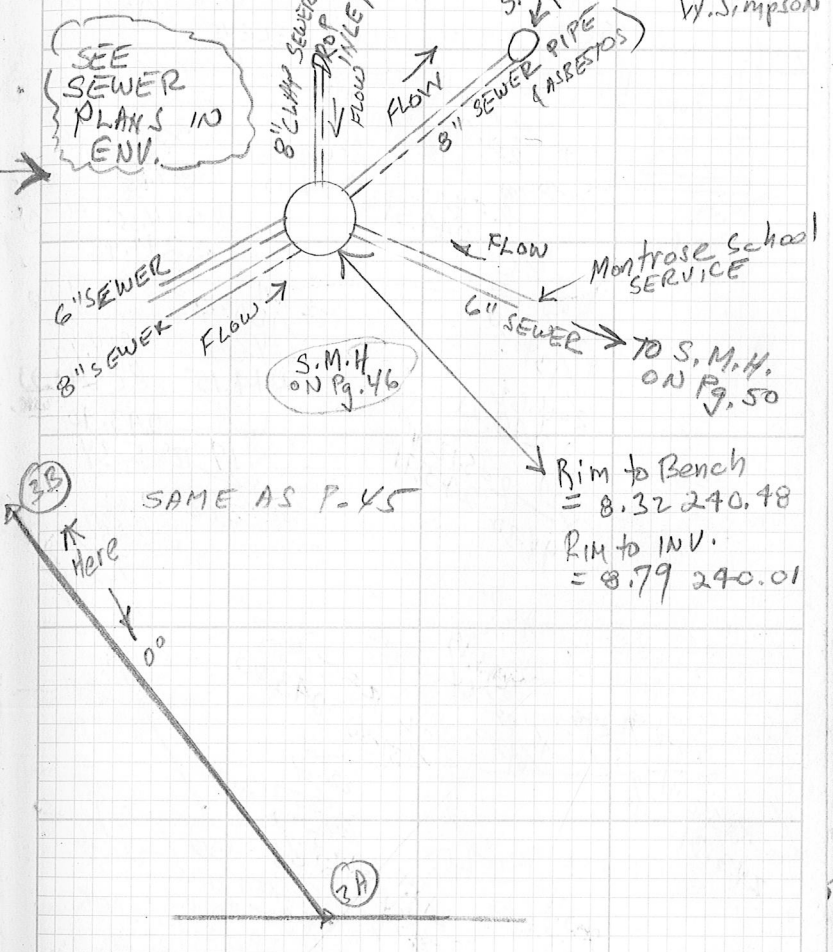 W. Simpson
SEE
SEWER
PLANS IN
ENV.
8" CLAY SEWER
DROP
INLET
FLOW
FLOW
8" SEWER PIPE
(ASBESTOS)
FLOW
Montrose School
SERVICE
6" SEWER
TO S.M.H.
ON Pg. 50
6" SEWER
8" SEWER
FLOW
S.M.H
ON Pg. 46
Rim to Bench
= 8.32 240.48
RIM to INV.
= 8.79 240.01
3B
SAME AS P-45
Here
0°
3A